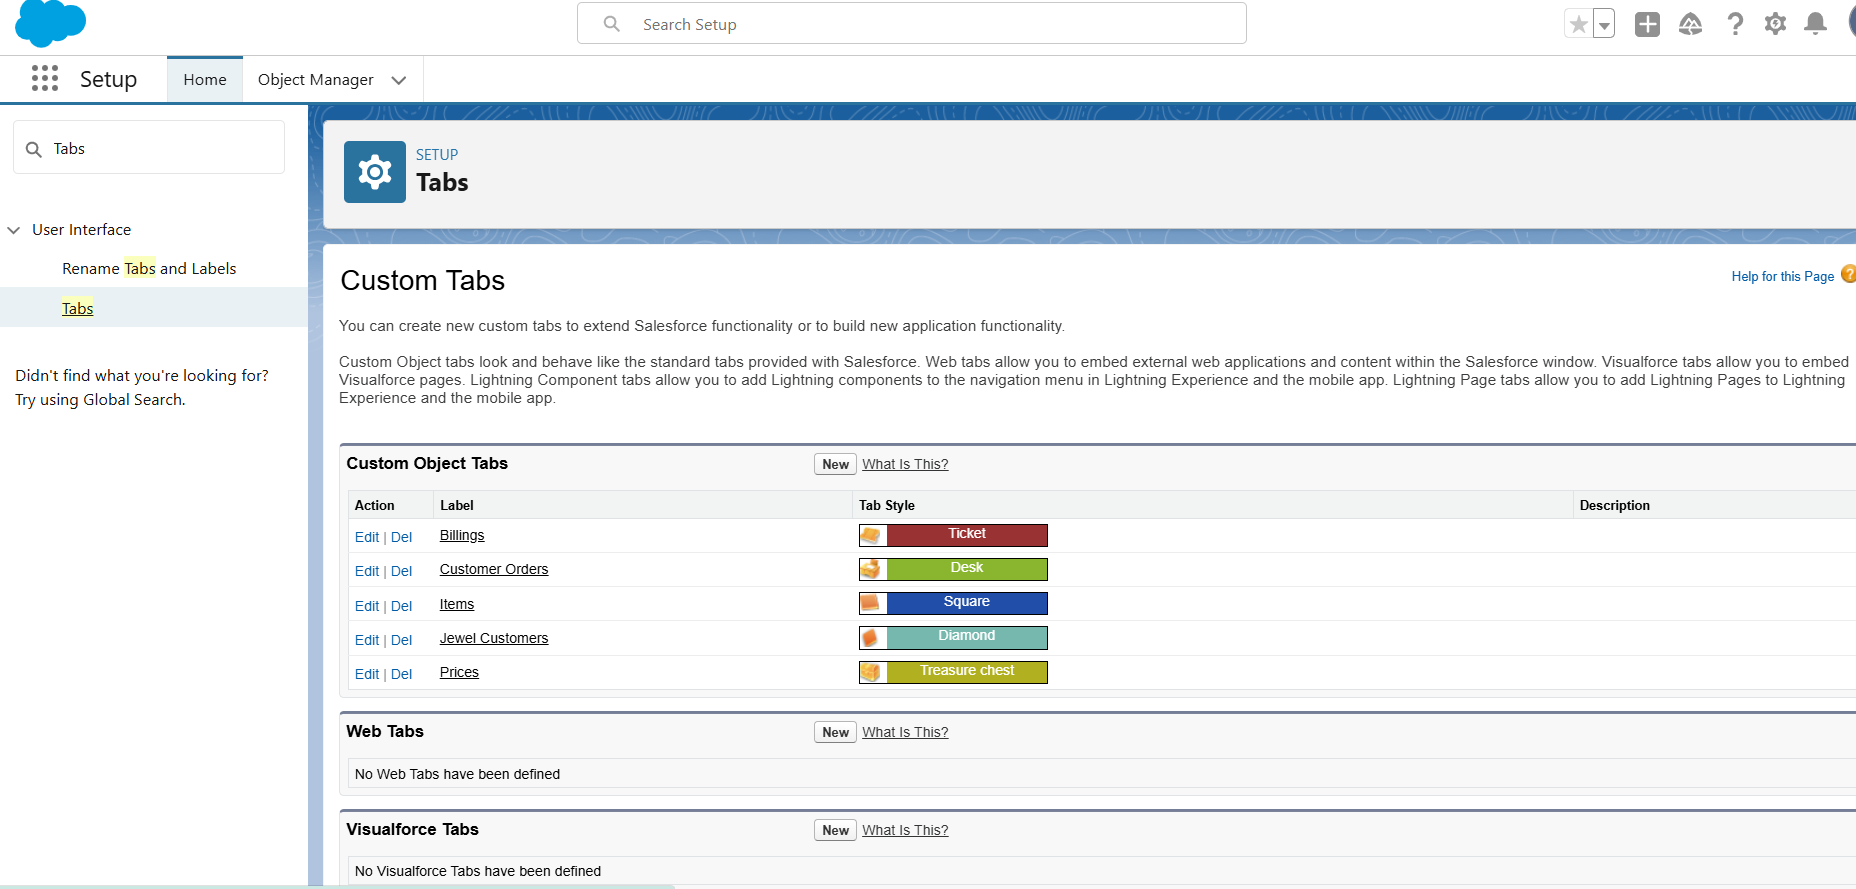 Search Setup
Setup
Home
Object Manager
Tabs
User Interface
Rename Tabs and Labels
Tabs
Didn't find what you're looking for?
Try using Global Search.
SETUP
Tabs
Custom Tabs
Help for this Page
You can create new custom tabs to extend Salesforce functionality or to build new application functionality.
Custom Object tabs look and behave like the standard tabs provided with Salesforce. Web tabs allow you to embed external web applications and content within the Salesforce window. Visualforce tabs allow you to embed
Visualforce pages. Lightning Component tabs allow you to add Lightning components to the navigation menu in Lightning Experience and the mobile app. Lightning Page tabs allow you to add Lightning Pages to Lightning
Experience and the mobile app.
Custom Object Tabs New What Is This?
Action Label Tab Style Description
Edit | Del Billings Ticket
Edit | Del Customer Orders Desk
Edit | Del Items Square
Edit | Del Jewel Customers Diamond
Edit | Del Prices Treasure chest
Web Tabs New What Is This?
No Web Tabs have been defined
Visualforce Tabs New What Is This?
No Visualforce Tabs have been defined